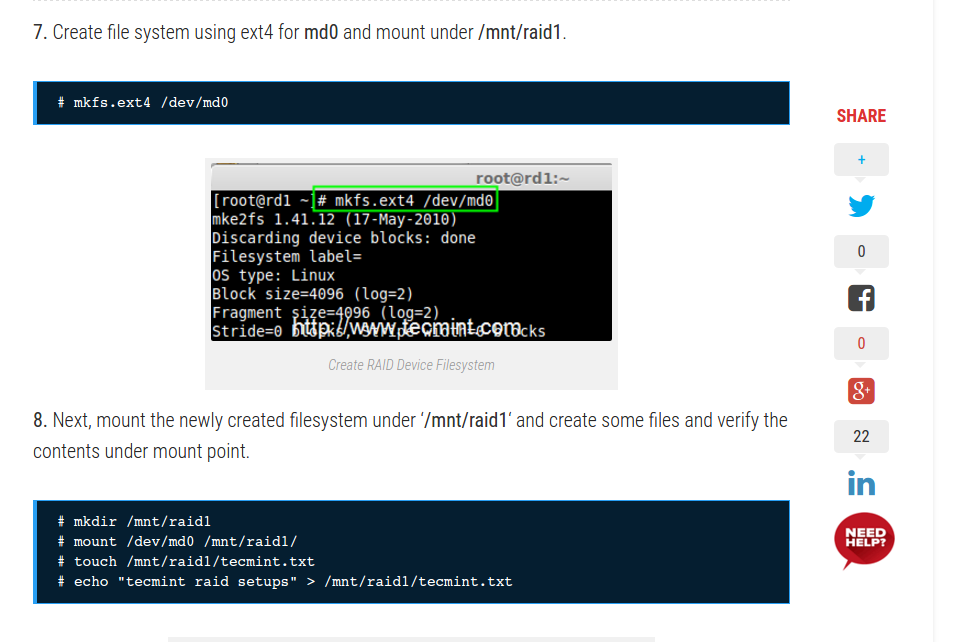 7. Create file system using ext4 for md0 and mount under /mnt/raid1.
# mkfs.ext4 /dev/md0
root@rd1:~
[root@rd1 ~]# mkfs.ext4 /dev/md0
mke2fs 1.41.12 (17-May-2010)
Discarding device blocks: done
Filesystem label=
OS type: Linux
Block size=4096 (log=2)
Fragment size=4096 (log=2)
Stride=0 blocks, Stripe width=0 blocks
http://www.tecmint.com
Create RAID Device Filesystem
8. Next, mount the newly created filesystem under ‘/mnt/raid1‘ and create some files and verify the
contents under mount point.
# mkdir /mnt/raid1
# mount /dev/md0 /mnt/raid1/
# touch /mnt/raid1/tecmint.txt
# echo "tecmint raid setups" > /mnt/raid1/tecmint.txt
SHARE
+
0
0
g+
22
in
NEED
HELP?